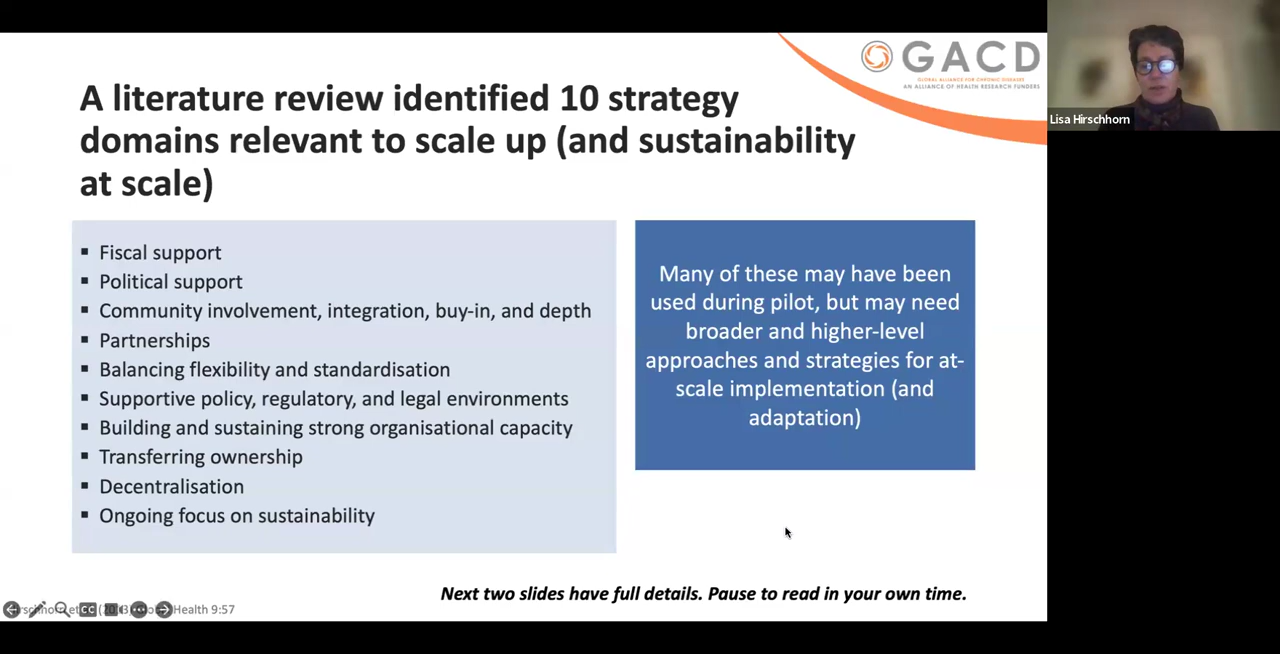 GACD
GLOBAL ALLIANCE FOR CHRONIC DISEASES
AN ALLIANCE OF HEALTH RESEARCH FUNDERS
Lisa Hirschhorn
A literature review identified 10 strategy
domains relevant to scale up (and sustainability
at scale)
▪ Fiscal support
▪ Political support
▪ Community involvement, integration, buy-in, and depth
▪ Partnerships
▪ Balancing flexibility and standardisation
▪ Supportive policy, regulatory, and legal environments
▪ Building and sustaining strong organisational capacity
▪ Transferring ownership
▪ Decentralisation
▪ Ongoing focus on sustainability
Many of these may have been
used during pilot, but may need
broader and higher-level
approaches and strategies for at-
scale implementation (and
adaptation)
Next two slides have full details. Pause to read in your own time.
CC
Health 9:57